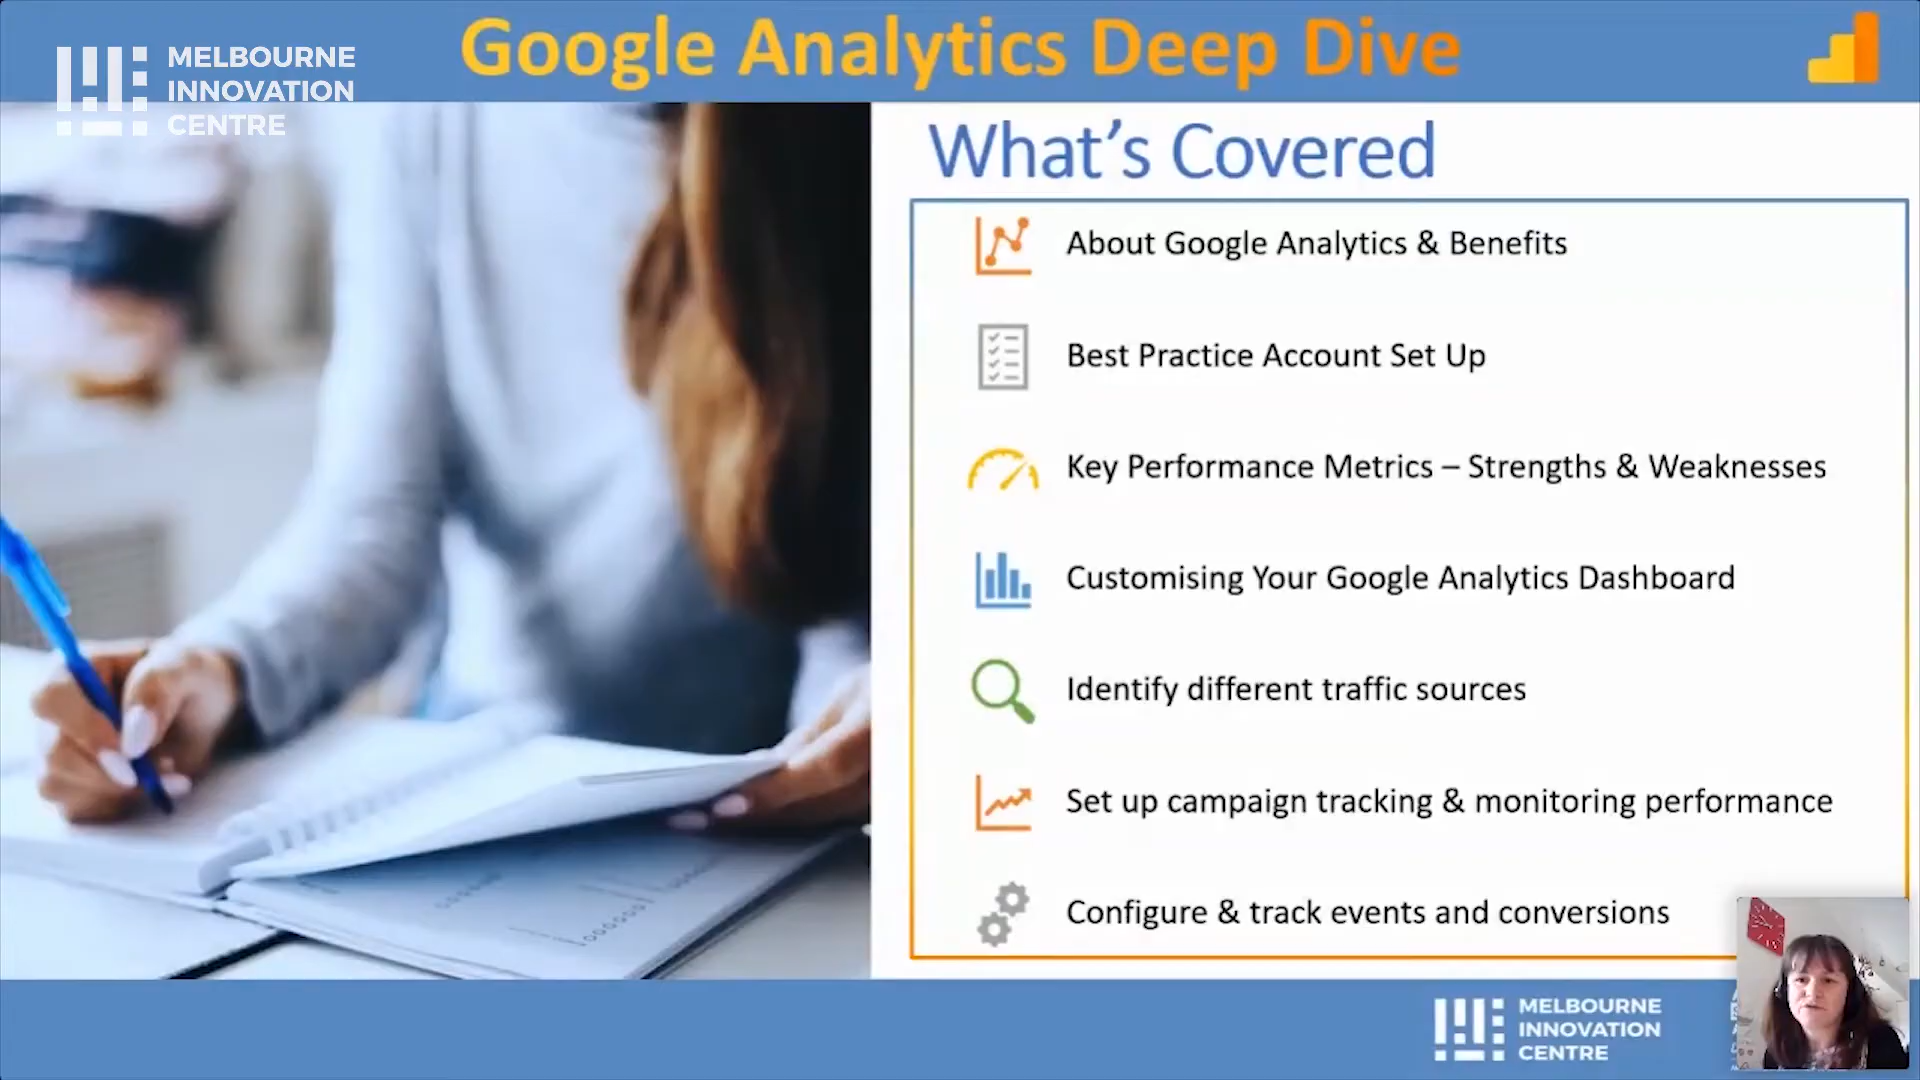 Google Analytics Deep Dive
MELBOURNE
INNOVATION
CENTRE
What's Covered
About Google Analytics & Benefits
Best Practice Account Set Up
Key Performance Metrics – Strengths & Weaknesses
Customising Your Google Analytics Dashboard
Identify different traffic sources
Set up campaign tracking & monitoring performance
Configure & track events and conversions
MELBOURNE
INNOVATION
CENTRE